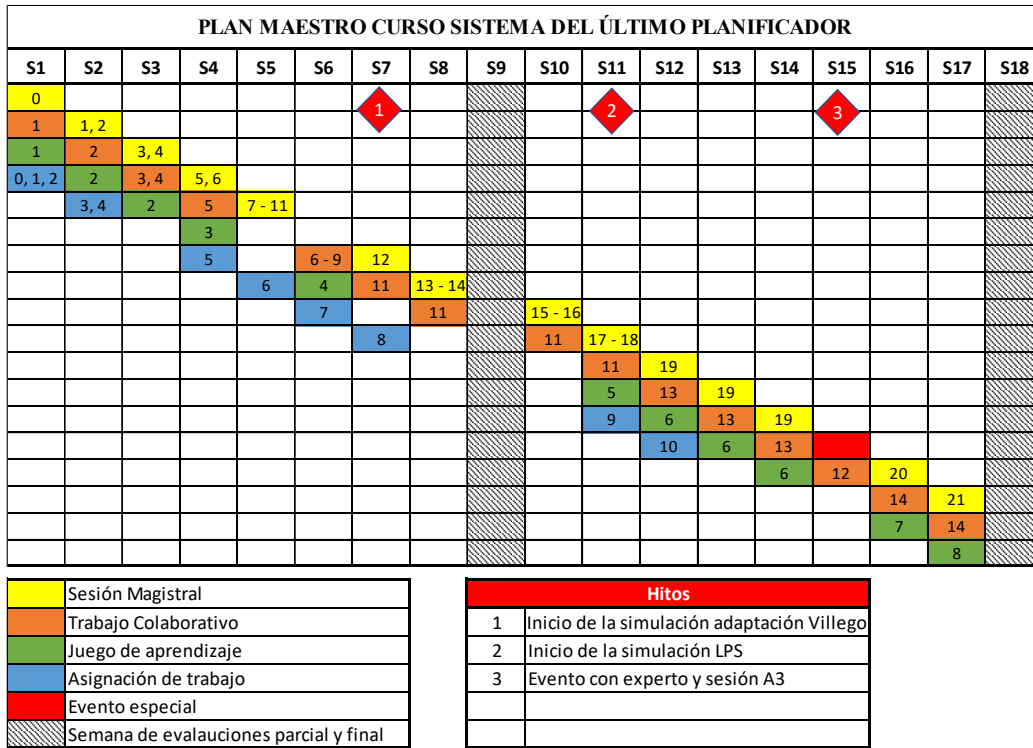 PLAN MAESTRO CURSO SISTEMA DEL ÚLTIMO PLANIFICADOR
S1 S2 S3 S4 S5 S6 S7 S8 S9 S10 S11 S12 S13 S14 S15 S16 S17 S18
0
1 2 3
1 1, 2
1 2 3, 4
0, 1, 2 2 3, 4 5, 6
3, 4 2 5 7 - 11
3
5 6 - 9 12
6 4 11 13 - 14
7 11 15 - 16
8 11 17 - 18
11 19
5 13 19
9 6 13 19
10 6 13
6 12 20
14 21
7 14
8
Sesión Magistral
Trabajo Colaborativo
Juego de aprendizaje
Asignación de trabajo
Evento especial
Semana de evalauciones parcial y final
Hitos
1 Inicio de la simulación adaptación Villego
2 Inicio de la simulación LPS
3 Evento con experto y sesión A3